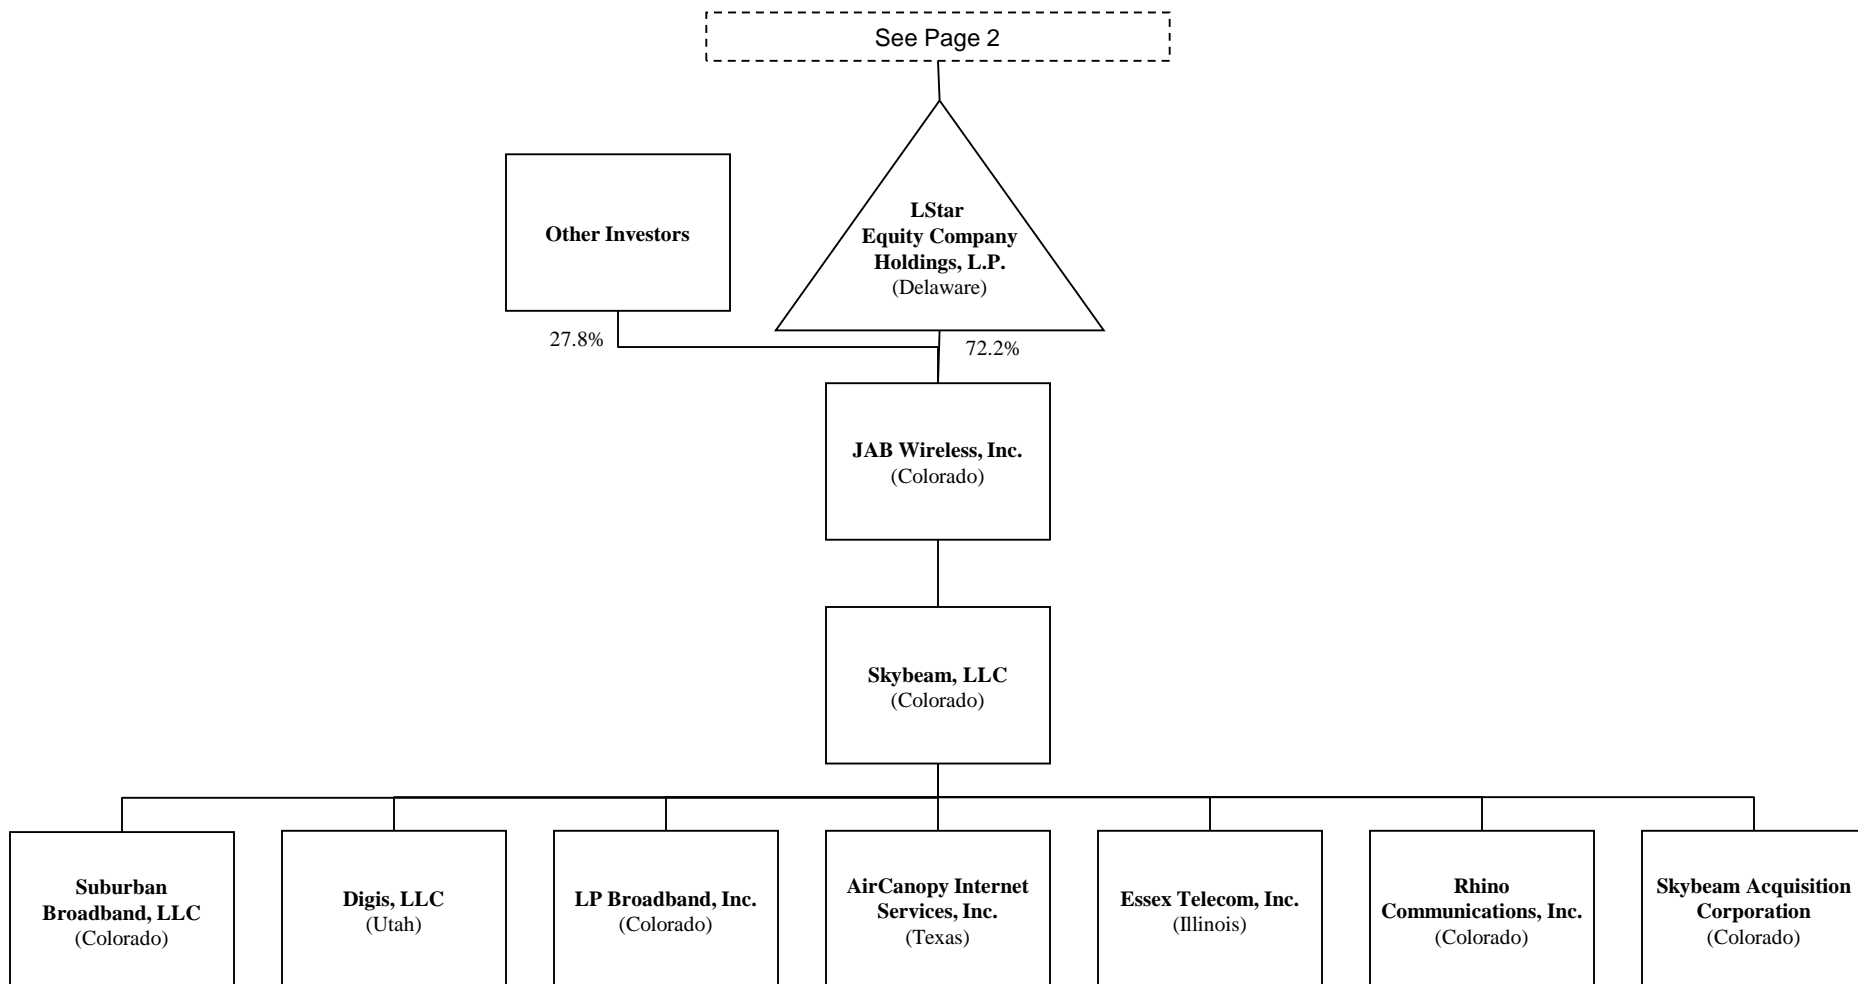 See Page 2
Other Investors
LStar
Equity Company
Holdings, L.P.
(Delaware)
27.8%
72.2%
JAB Wireless, Inc.
(Colorado)
Skybeam, LLC
(Colorado)
Suburban
Broadband, LLC
(Colorado)
Digis, LLC
(Utah)
LP Broadband, Inc.
(Colorado)
AirCanopy Internet
Services, Inc.
(Texas)
Essex Telecom, Inc.
(Illinois)
Rhino
Communications, Inc.
(Colorado)
Skybeam Acquisition
Corporation
(Colorado)